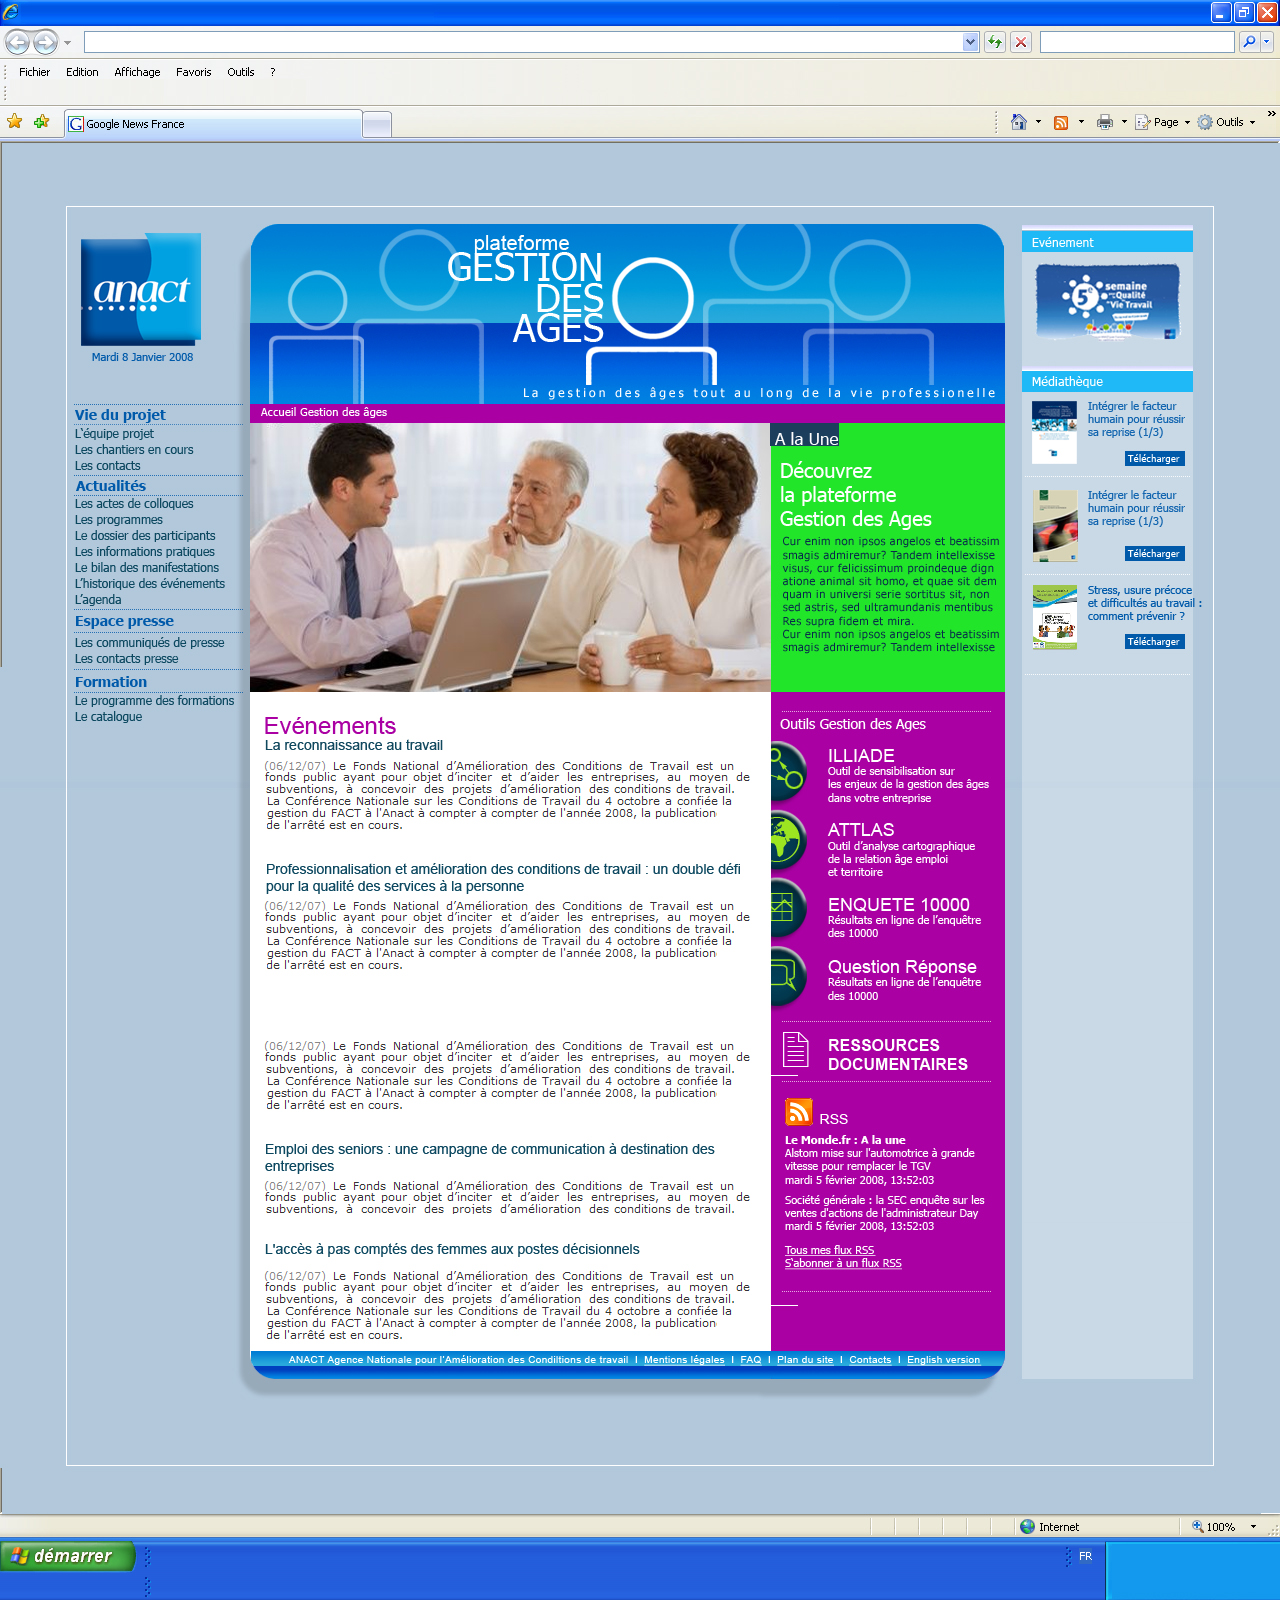 Fichier Edition Affichage Favoris Outils ?
Google News France
Page Outils »
anact
Mardi 8 Janvier 2008
Vie du projet
L'équipe projet
Les chantiers en cours
Les contacts
Actualités
Les actes de colloques
Les programmes
Le dossier des participants
Les informations pratiques
Le bilan des manifestations
L'historique des événements
L'agenda
Espace presse
Les communiqués de presse
Les contacts presse
Formation
Le programme des formations
Le catalogue
plateforme
GESTION
DES
AGES
La gestion des âges tout au long de la vie professionelle
Accueil Gestion des âges
A la Une
Découvrez
la plateforme
Gestion des Ages
Cur enim non ipsos angelos et beatissim
smagis admiremur? Tandem intellexisse
visus, cur felicissimum proindeque dign
atione animal sit homo, et quae sit dem
quam in universi serie sortitus sit, non
sed astris, sed ultramundanis mentibus
Res supra fidem et mira.
Cur enim non ipsos angelos et beatissim
smagis admiremur? Tandem intellexisse
Evénements
La reconnaissance au travail
(06/12/07) Le Fonds National d'Amélioration des Conditions de Travail est un
fonds public ayant pour objet d'inciter et d'aider les entreprises, au moyen de
subventions, à concevoir des projets d'amélioration des conditions de travail.
La Conférence Nationale sur les Conditions de Travail du 4 octobre a confiée la
gestion du FACT à l'Anact à compter à compter de l'année 2008, la publication
de l'arrêté est en cours.
Professionnalisation et amélioration des conditions de travail : un double défi
pour la qualité des services à la personne
(06/12/07) Le Fonds National d'Amélioration des Conditions de Travail est un
fonds public ayant pour objet d'inciter et d'aider les entreprises, au moyen de
subventions, à concevoir des projets d'amélioration des conditions de travail.
La Conférence Nationale sur les Conditions de Travail du 4 octobre a confiée la
gestion du FACT à l'Anact à compter à compter de l'année 2008, la publication
de l'arrêté est en cours.
(06/12/07) Le Fonds National d'Amélioration des Conditions de Travail est un
fonds public ayant pour objet d'inciter et d'aider les entreprises, au moyen de
subventions, à concevoir des projets d'amélioration des conditions de travail.
La Conférence Nationale sur les Conditions de Travail du 4 octobre a confiée la
gestion du FACT à l'Anact à compter à compter de l'année 2008, la publication
de l'arrêté est en cours.
Emploi des seniors : une campagne de communication à destination des
entreprises
(06/12/07) Le Fonds National d'Amélioration des Conditions de Travail est un
fonds public ayant pour objet d'inciter et d'aider les entreprises, au moyen de
subventions, à concevoir des projets d'amélioration des conditions de travail.
L'accès à pas comptés des femmes aux postes décisionnels
(06/12/07) Le Fonds National d'Amélioration des Conditions de Travail est un
fonds public ayant pour objet d'inciter et d'aider les entreprises, au moyen de
subventions, à concevoir des projets d'amélioration des conditions de travail.
La Conférence Nationale sur les Conditions de Travail du 4 octobre a confiée la
gestion du FACT à l'Anact à compter à compter de l'année 2008, la publication
de l'arrêté est en cours.
Outils Gestion des Ages
ILLIADE
Outil de sensibilisation sur
les enjeux de la gestion des âges
dans votre entreprise
ATTLAS
Outil d'analyse cartographique
de la relation âge emploi
et territoire
ENQUETE 10000
Résultats en ligne de l'enquêtre
des 10000
Question Réponse
Résultats en ligne de l'enquêtre
des 10000
RESSOURCES
DOCUMENTAIRES
RSS
Le Monde.fr : A la une
Alstom mise sur l'automotrice à grande
vitesse pour remplacer le TGV
mardi 5 février 2008, 13:52:03
Société générale : la SEC enquête sur les
ventes d'actions de l'administrateur Day
mardi 5 février 2008, 13:52:03
Tous mes flux RSS
S'abonner à un flux RSS
Evénement
5e semaine
de la Qualité
de Vie Travail
Médiathèque
Intégrer le facteur
humain pour réussir
sa reprise (1/3)
Télécharger
Intégrer le facteur
humain pour réussir
sa reprise (1/3)
Télécharger
Stress, usure précoce
et difficultés au travail :
comment prévenir ?
Télécharger
ANACT Agence Nationale pour l'Amélioration des Condiltions de travail I Mentions légales I FAQ I Plan du site I Contacts I English version
Internet 100%
démarrer
FR